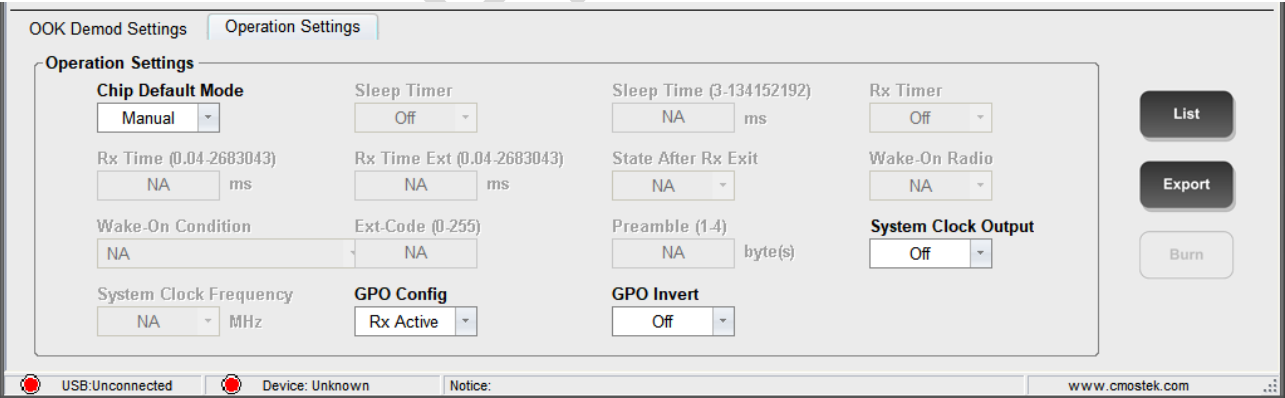 OOK Demod Settings Operation Settings
Operation Settings
Chip Default Mode Sleep Timer Sleep Time (3-134152192) Rx Timer
Manual Off NA ms Off
List
Rx Time (0.04-2683043) Rx Time Ext (0.04-2683043) State After Rx Exit Wake-On Radio
NA ms NA ms NA NA
Export
Wake-On Condition Ext-Code (0-255) Preamble (1-4) System Clock Output
NA NA NA byte(s) Off
Burn
System Clock Frequency GPO Config GPO Invert
NA MHz Rx Active Off
USB:Unconnected Device: Unknown Notice: www.cmostek.com